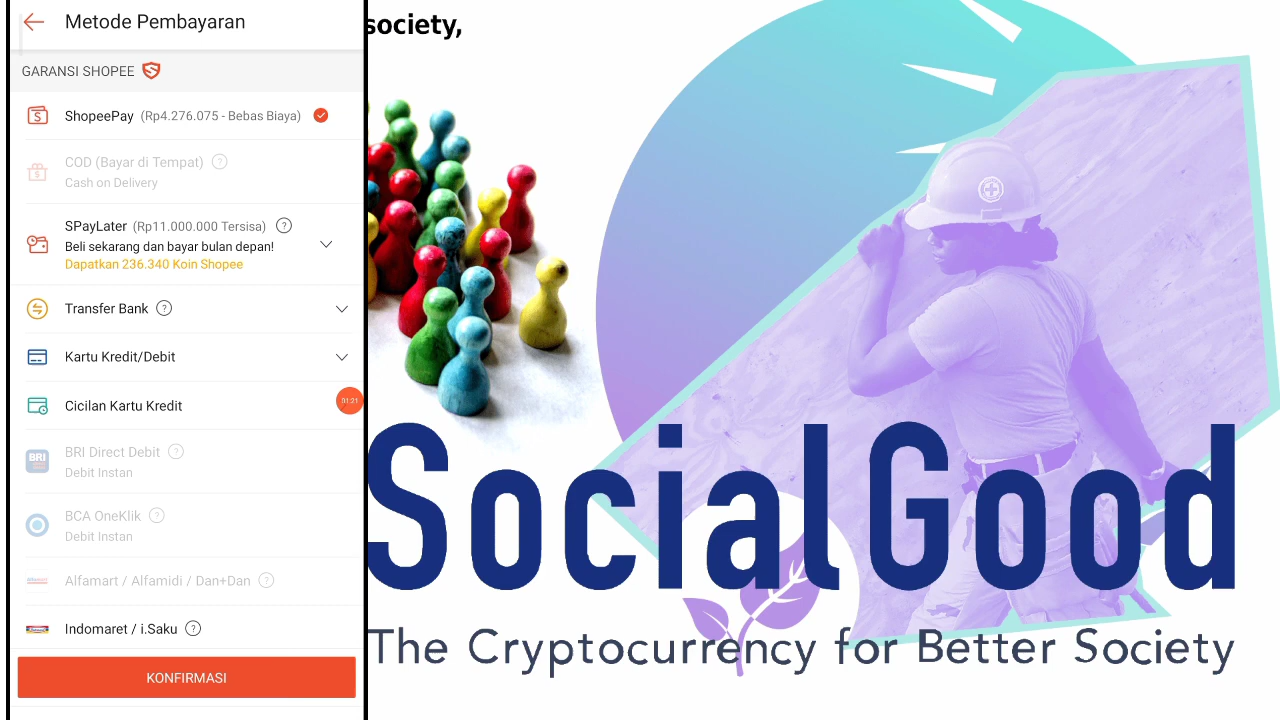 Metode Pembayaran
society,
GARANSI SHOPEE
ShopeePay (Rp4.276.075 - Bebas Biaya)
COD (Bayar di Tempat) ?
Cash on Delivery
SPayLater (Rp11.000.000 Tersisa) ?
Beli sekarang dan bayar bulan depan!
Dapatkan 236.340 Koin Shopee
Transfer Bank ?
Kartu Kredit/Debit
Cicilan Kartu Kredit
01:21
BRI
BRI Direct Debit ?
Debit Instan
BCA OneKlik ?
Debit Instan
Alfamart / Alfamidi / Dan+Dan ?
Indomaret / i.Saku ?
KONFIRMASI
SocialGood
The Cryptocurrency for Better Society